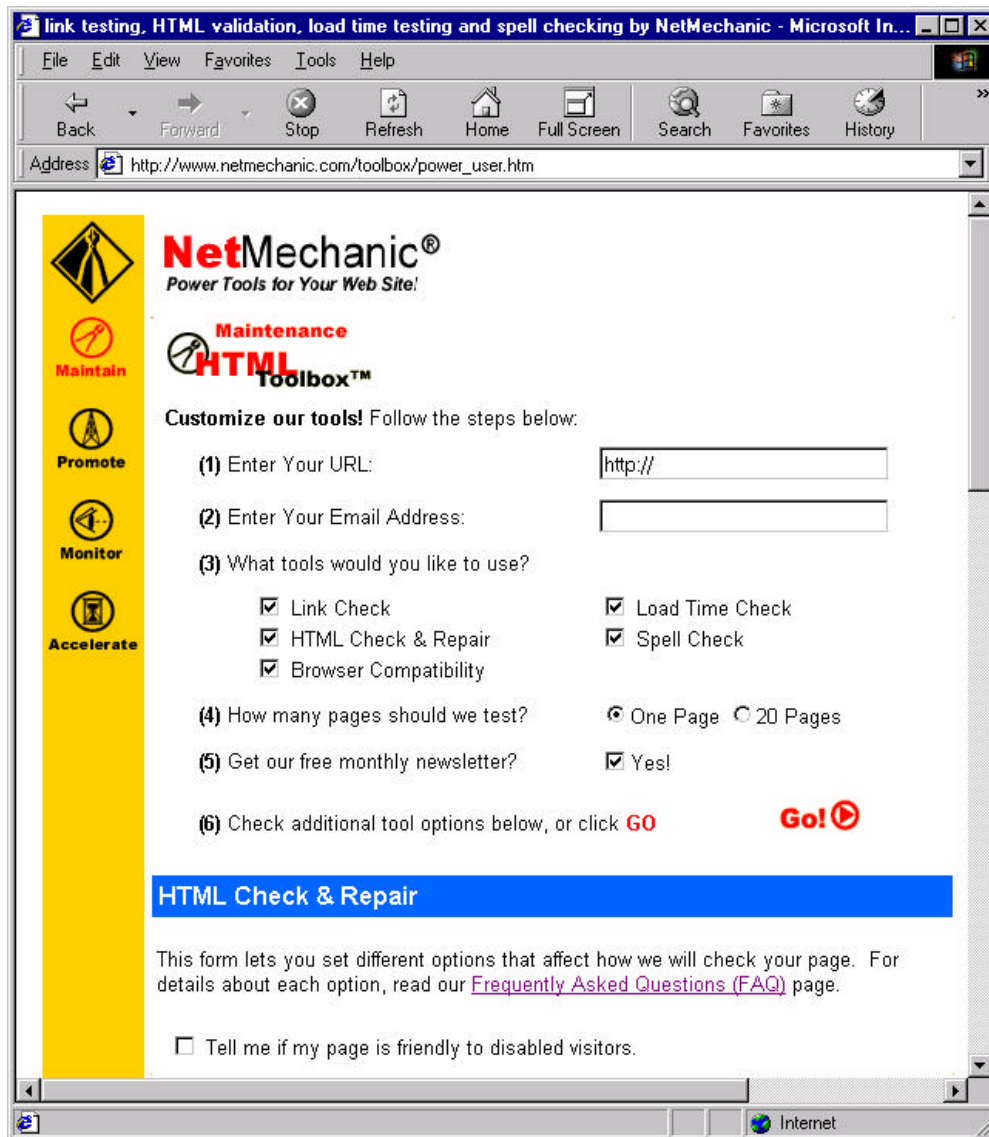 link testing, HTML validation, load time testing and spell checking by NetMechanic - Microsoft In...
File Edit View Favorites Tools Help
Back Forward Stop Refresh Home Full Screen Search Favorites History »
Address http://www.netmechanic.com/toolbox/power_user.htm
NetMechanic®
Power Tools for Your Web Site!
Maintain
Promote
Monitor
Accelerate
Maintenance
HTML
Toolbox™
Customize our tools! Follow the steps below:
(1) Enter Your URL: http://
(2) Enter Your Email Address:
(3) What tools would you like to use?
Link Check Load Time Check
HTML Check & Repair Spell Check
Browser Compatibility
(4) How many pages should we test? One Page 20 Pages
(5) Get our free monthly newsletter? Yes!
(6) Check additional tool options below, or click GO Go!
HTML Check & Repair
This form lets you set different options that affect how we will check your page. For
details about each option, read our Frequently Asked Questions (FAQ) page.
Tell me if my page is friendly to disabled visitors.
Internet